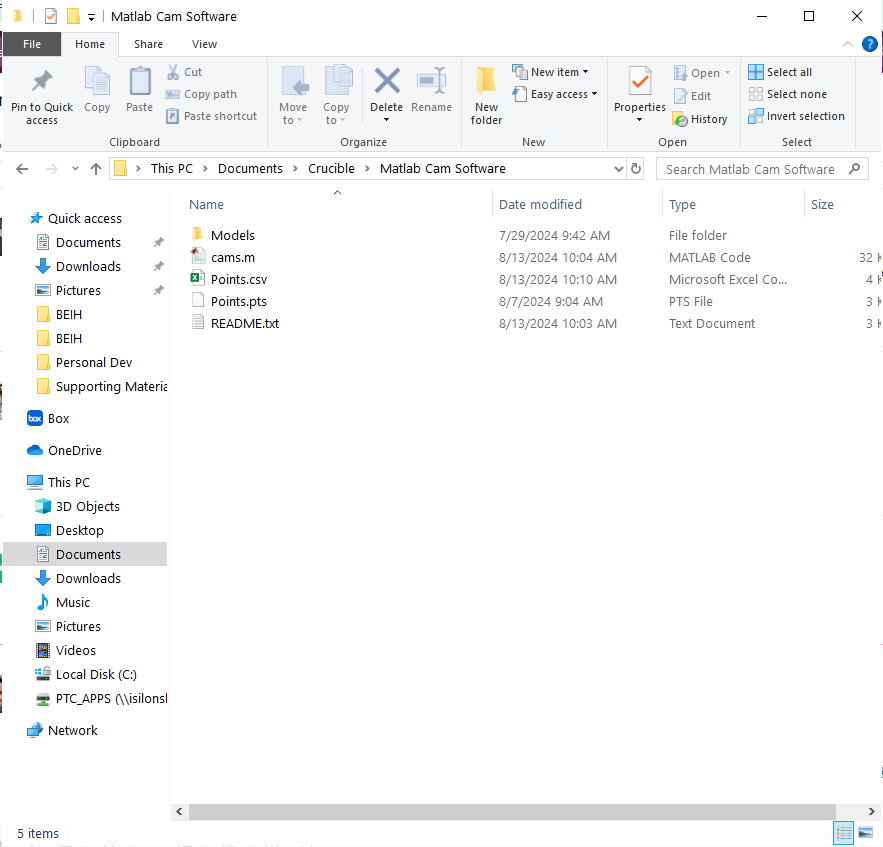 Matlab Cam Software
File Home Share View
Pin to Quick access
Copy
Paste
Cut
Copy path
Paste shortcut
Clipboard
Move to
Copy to
Delete
Rename
Organize
New folder
New item
Easy access
New
Properties
Open
Edit
History
Open
Select all
Select none
Invert selection
Select
This PC > Documents > Crucible > Matlab Cam Software
Search Matlab Cam Software
Quick access
Documents
Downloads
Pictures
BEIH
BEIH
Personal Dev
Supporting Materia
Box
OneDrive
This PC
3D Objects
Desktop
Documents
Downloads
Music
Pictures
Videos
Local Disk (C:)
PTC_APPS (\\isilonsl
Network
Name Date modified Type Size
Models 7/29/2024 9:42 AM File folder
cams.m 8/13/2024 10:04 AM MATLAB Code 32 K
Points.csv 8/13/2024 10:10 AM Microsoft Excel Co... 4 K
Points.pts 8/7/2024 9:04 AM PTS File 3 K
README.txt 8/13/2024 10:03 AM Text Document 3 K
5 items